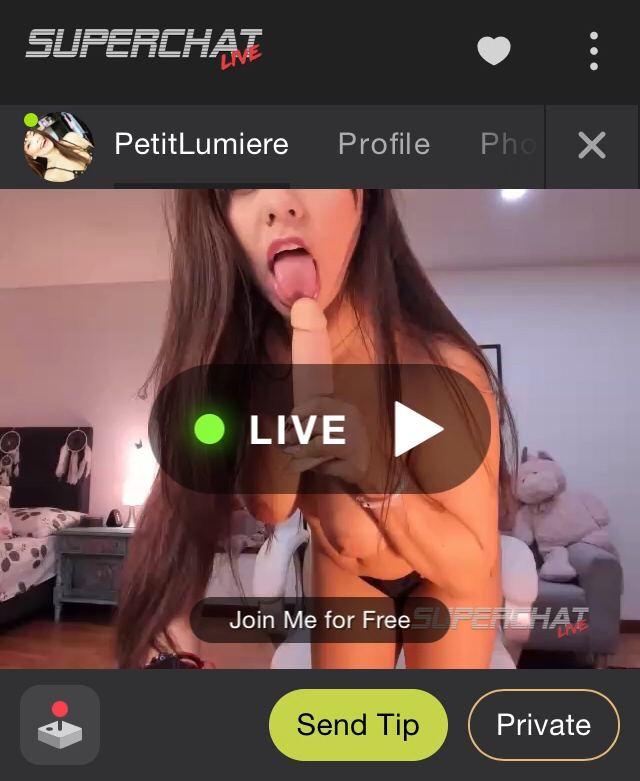 SUPERCHAT
LIVE
PetitLumiere Profile Pho
LIVE
Join Me for Free
SUPERCHAT
LIVE
Send Tip Private